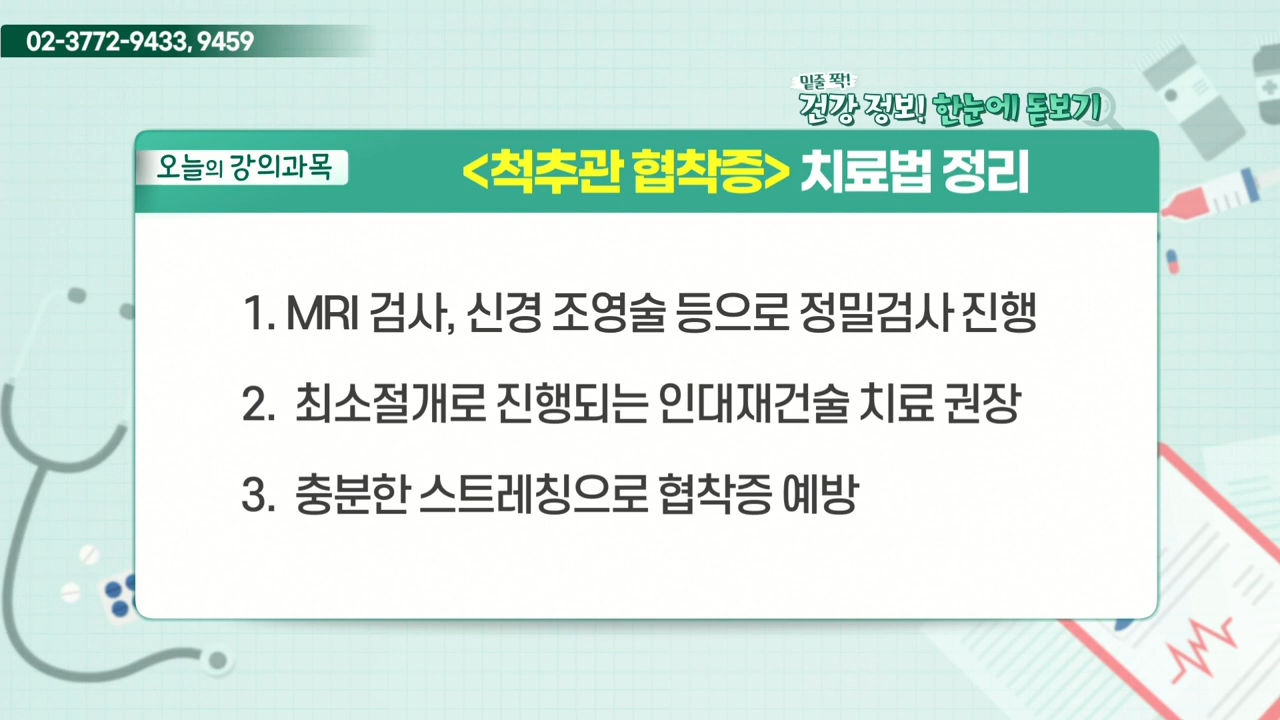 02-3772-9433, 9459
밑줄 쫙!
건강 정보! 한눈에 돋보기
오늘의 강의과목
<척추관 협착증> 치료법 정리
1. MRI 검사, 신경 조영술 등으로 정밀검사 진행
2. 최소절개로 진행되는 인대재건술 치료 권장
3. 충분한 스트레칭으로 협착증 예방